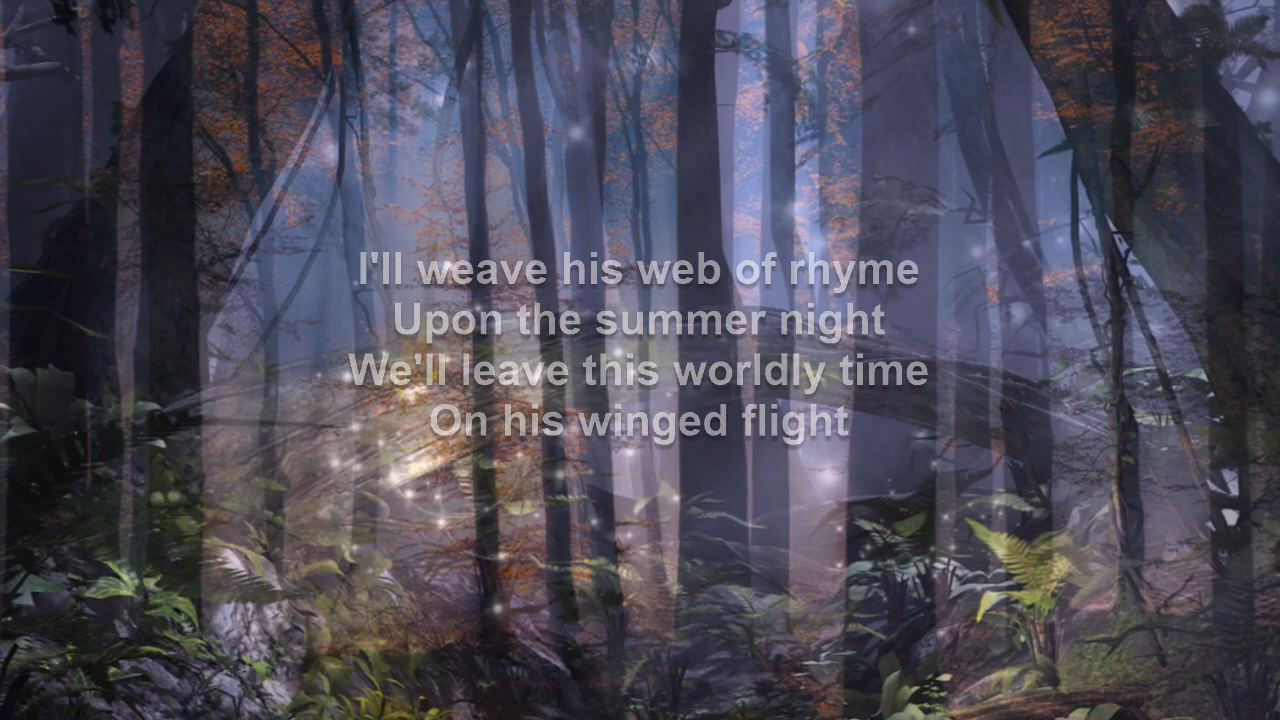 I'll weave his web of rhyme
Upon the summer night
We'll leave this worldly time
On his winged flight